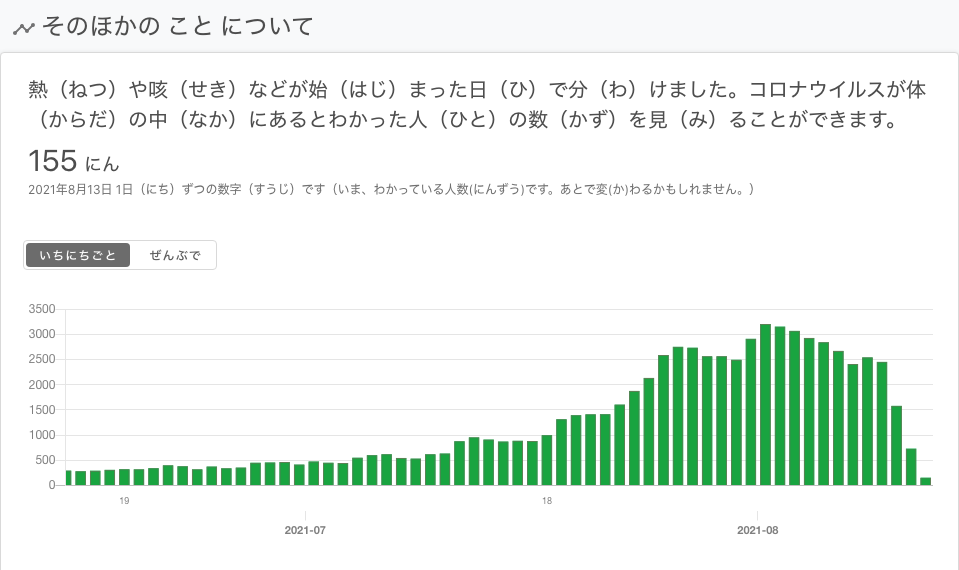 そのほかの こと について
熱（ねつ）や咳（せき）などが始（はじ）まった日（ひ）で分（わ）けました。コロナウイルスが体
（からだ）の中（なか）にあるとわかった人（ひと）の数（かず）を見（み）ることができます。
155 にん
2021年8月13日 1日（にち）ずつの数字（すうじ）です（いま、わかっている人数(にんずう)です。あとで変(か)わるかもしれません。）
いちにちごと ぜんぶで
3500
3000
2500
2000
1500
1000
500
0
19 18
2021-07 2021-08